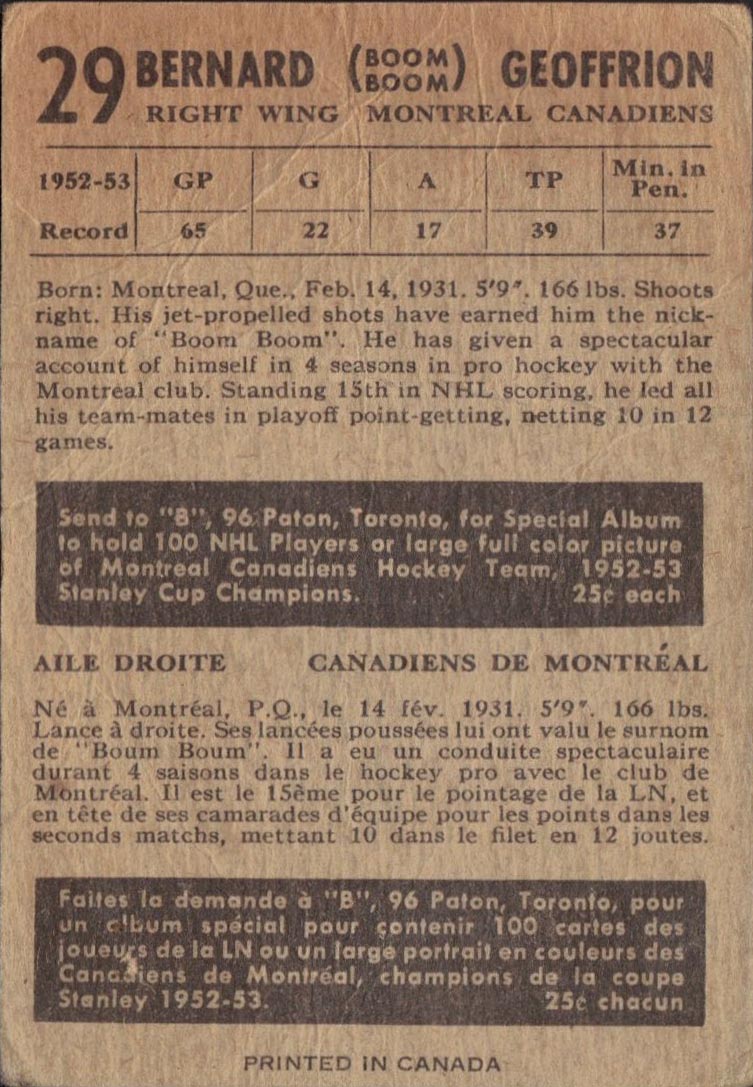 29 BERNARD (BOOM BOOM) GEOFFRION
RIGHT WING MONTREAL CANADIENS
1952-53 GP G A TP Min. in Pen.
Record 65 22 17 39 37
Born: Montreal, Que., Feb. 14, 1931. 5'9". 166 lbs. Shoots
right. His jet-propelled shots have earned him the nick-
name of "Boom Boom". He has given a spectacular
account of himself in 4 seasons in pro hockey with the
Montreal club. Standing 15th in NHL scoring, he led all
his team-mates in playoff point-getting, netting 10 in 12
games.
Send to "B", 96 Paton, Toronto, for Special Album
to hold 100 NHL Players or large full color picture
of Montreal Canadiens Hockey Team, 1952-53
Stanley Cup Champions. 25¢ each
AILE DROITE CANADIENS DE MONTRÉAL
Né à Montréal, P.Q., le 14 fév. 1931. 5'9". 166 lbs.
Lance à droite. Ses lancées poussées lui ont valu le surnom
de "Boum Boum". Il a eu un conduite spectaculaire
durant 4 saisons dans le hockey pro avec le club de
Montréal. Il est le 15ème pour le pointage de la LN, et
en tête de ses camarades d'équipe pour les points dans les
seconds matchs, mettant 10 dans le filet en 12 joutes.
Faites la demande à "B", 96 Paton, Toronto, pour
un album spécial pour contenir 100 cartes des
joueurs de la LN ou un large portrait en couleurs des
Canadiens de Montréal, champions de la coupe
Stanley 1952-53. 25¢ chacun
PRINTED IN CANADA